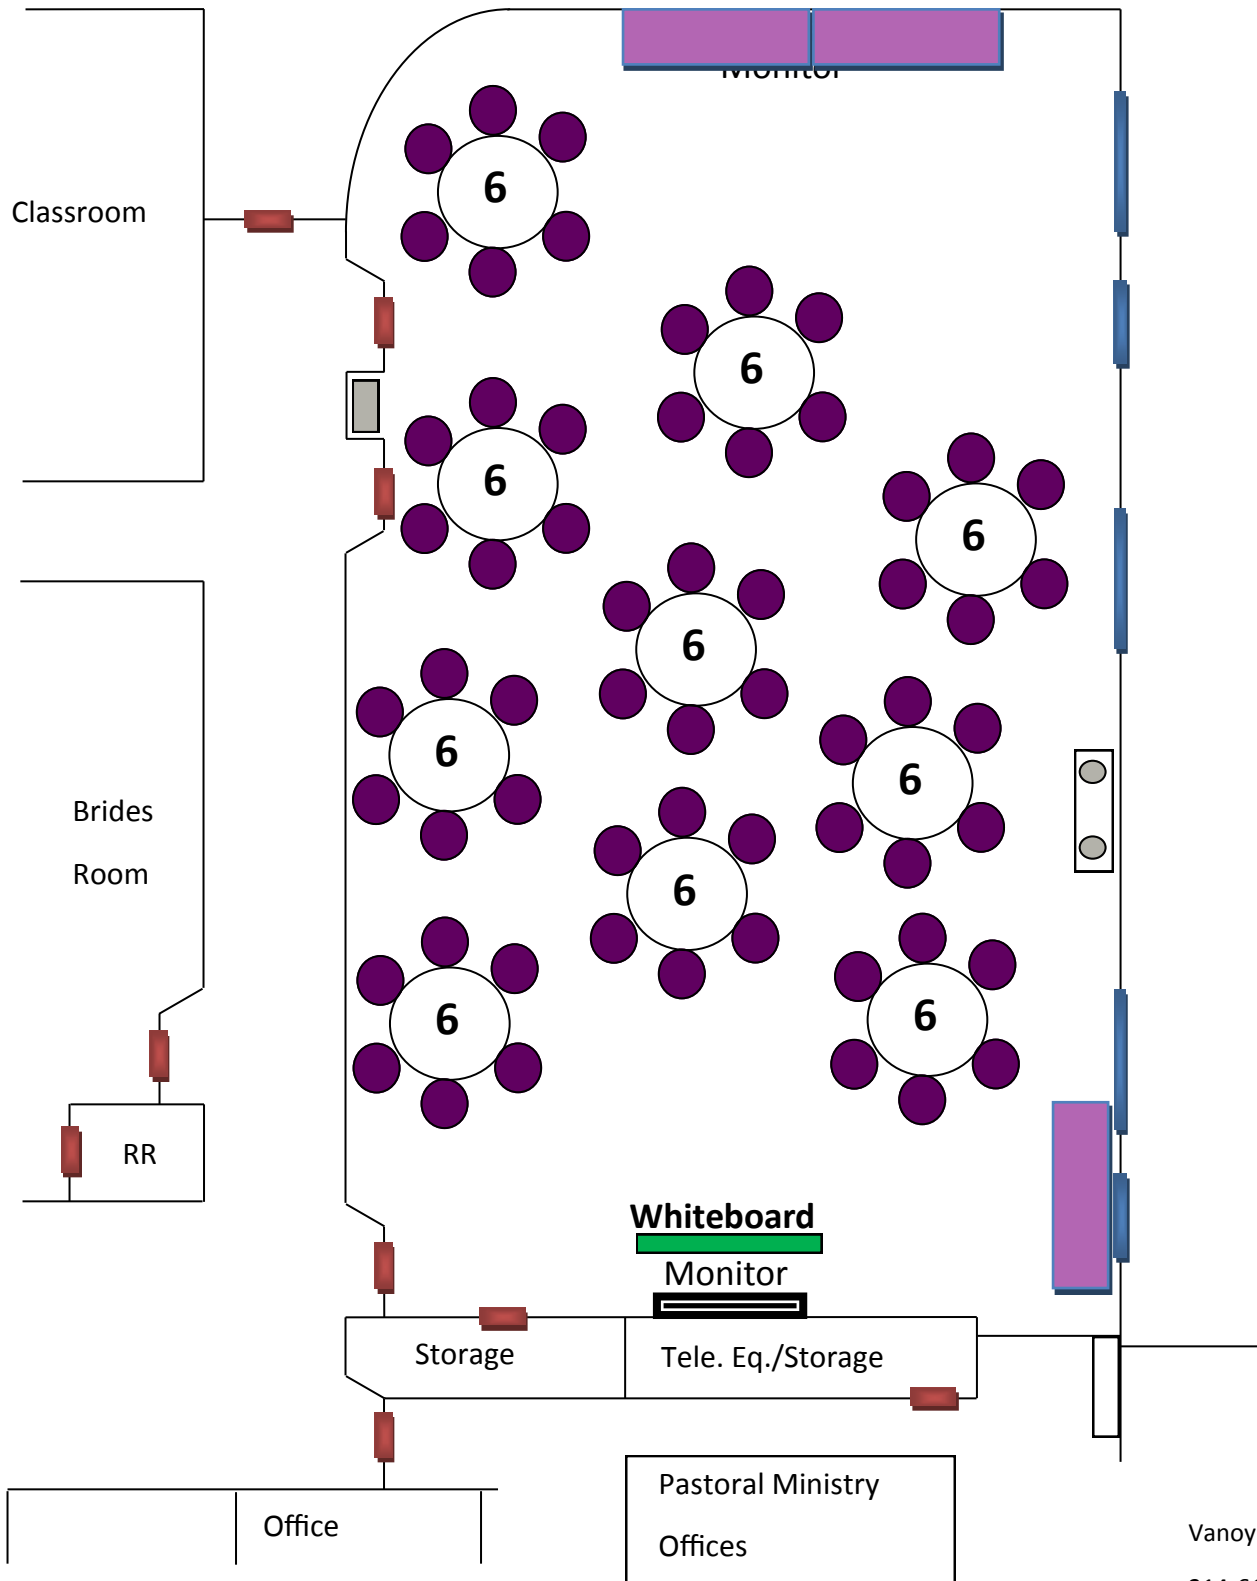 Monitor
6
Classroom
6
6
6
6
6
6
Brides
Room
6
6
6
RR
Whiteboard
Monitor
Storage
Tele. Eq./Storage
Pastoral Ministry
Offices
Office
Vanoy